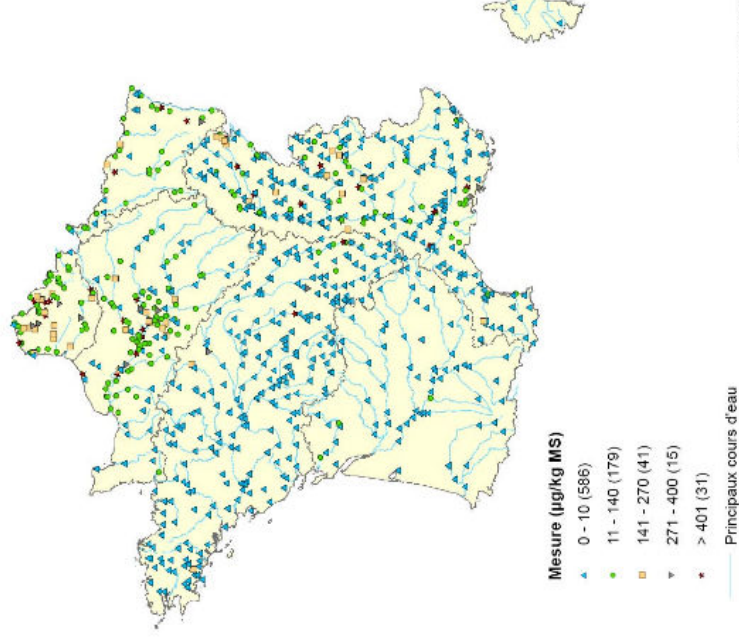 Mesure (µg/kg MS)
0 - 10 (586)
11 - 140 (179)
141 - 270 (41)
271 - 400 (15)
> 401 (31)
Principaux cours d'eau